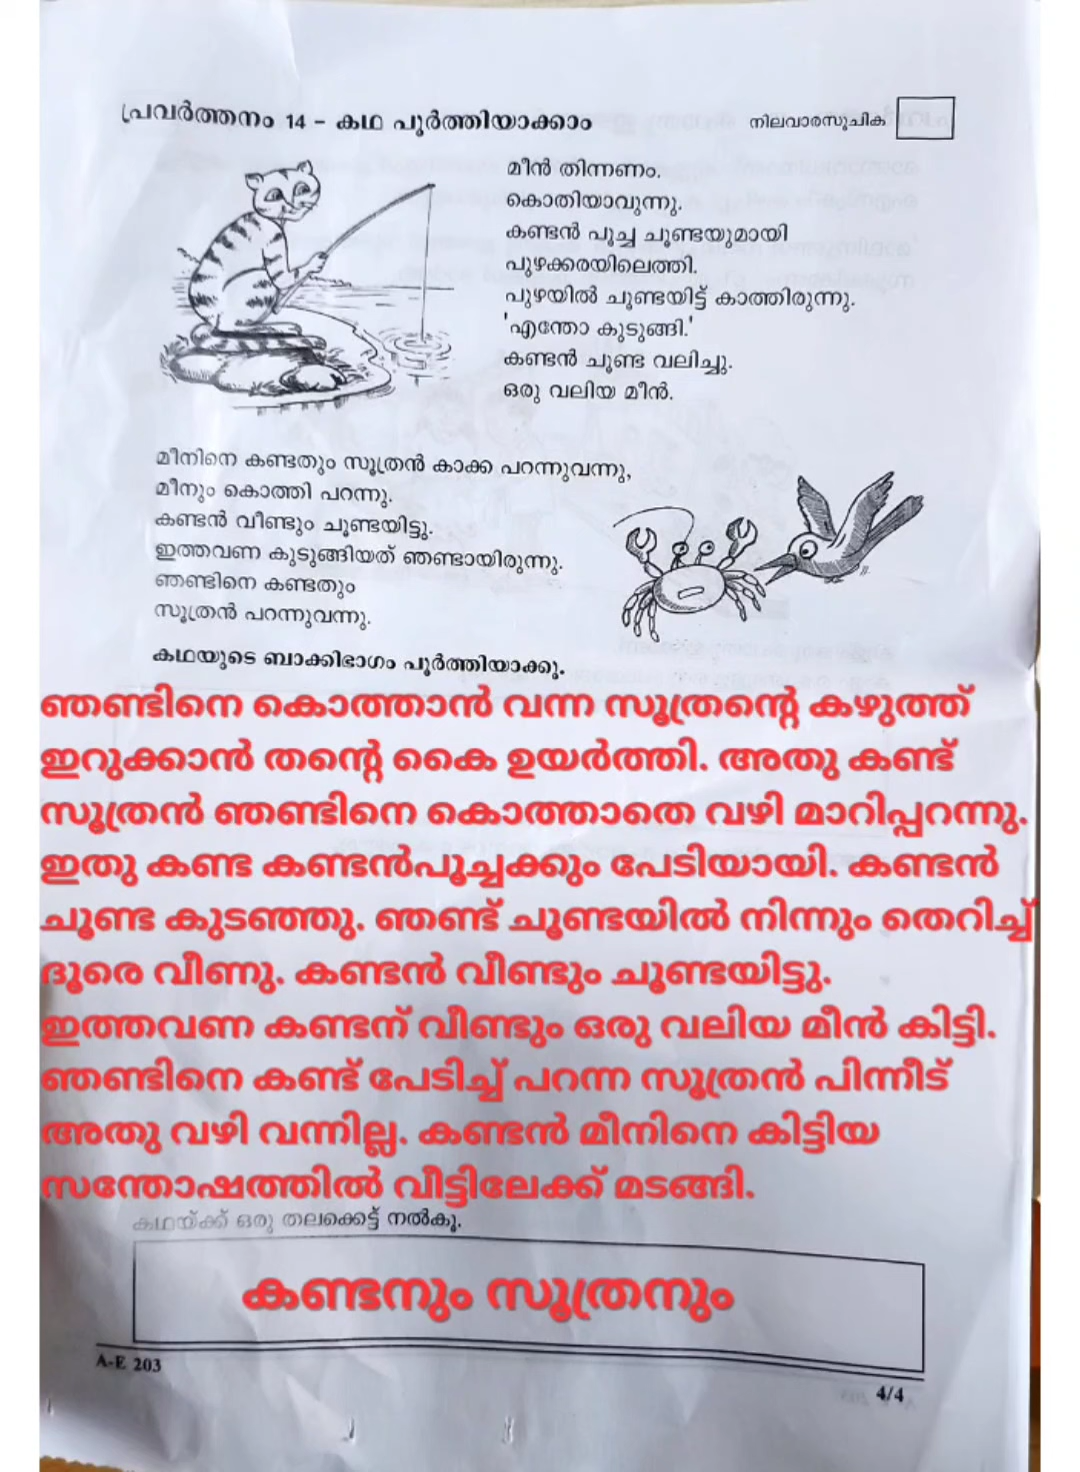 പ്രവർത്തനം 14 – കഥ പൂർത്തിയാക്കാം
നിലവാരസൂചിക
മീൻ തിന്നണം.
കൊതിയാവുന്നു.
കണ്ടൻ പൂച്ച ചൂണ്ടയുമായി
പുഴക്കരയിലെത്തി.
പുഴയിൽ ചൂണ്ടയിട്ട് കാത്തിരുന്നു.
'എന്തോ കുടുങ്ങി.'
കണ്ടൻ ചൂണ്ട വലിച്ചു.
ഒരു വലിയ മീൻ.
മീനിനെ കണ്ടതും സൂത്രൻ കാക്ക പറന്നുവന്നു,
മീനും കൊത്തി പറന്നു.
കണ്ടൻ വീണ്ടും ചൂണ്ടയിട്ടു.
ഇത്തവണ കുടുങ്ങിയത് ഞണ്ടായിരുന്നു.
ഞണ്ടിനെ കണ്ടതും
സൂത്രൻ പറന്നുവന്നു.
കഥയുടെ ബാക്കിഭാഗം പൂർത്തിയാക്കൂ.
ഞണ്ടിനെ കൊത്താൻ വന്ന സൂത്രന്റെ കഴുത്ത്
ഇറുക്കാൻ തന്റെ കൈ ഉയർത്തി. അതു കണ്ട്
സൂത്രൻ ഞണ്ടിനെ കൊത്താതെ വഴി മാറിപ്പറന്നു.
ഇതു കണ്ട കണ്ടൻപൂച്ചക്കും പേടിയായി. കണ്ടൻ
ചൂണ്ട കുടഞ്ഞു. ഞണ്ട് ചൂണ്ടയിൽ നിന്നും തെറിച്ച്
ദൂരെ വീണു. കണ്ടൻ വീണ്ടും ചൂണ്ടയിട്ടു.
ഇത്തവണ കണ്ടന് വീണ്ടും ഒരു വലിയ മീൻ കിട്ടി.
ഞണ്ടിനെ കണ്ട് പേടിച്ച് പറന്ന സൂത്രൻ പിന്നീട്
അതു വഴി വന്നില്ല. കണ്ടൻ മീനിനെ കിട്ടിയ
സന്തോഷത്തിൽ വീട്ടിലേക്ക് മടങ്ങി.
കഥയ്ക്ക് ഒരു തലക്കെട്ട് നൽകൂ.
കണ്ടനും സൂത്രനും
A-E 203
4/4